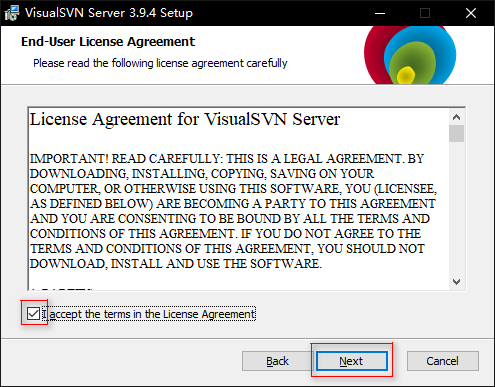 VisualSVN Server 3.9.4 Setup
End-User License Agreement
Please read the following license agreement carefully
License Agreement for VisualSVN Server
IMPORTANT! READ CAREFULLY: THIS IS A LEGAL AGREEMENT. BY
DOWNLOADING, INSTALLING, COPYING, SAVING ON YOUR
COMPUTER, OR OTHERWISE USING THIS SOFTWARE, YOU (LICENSEE,
AS DEFINED BELOW) ARE BECOMING A PARTY TO THIS AGREEMENT
AND YOU ARE CONSENTING TO BE BOUND BY ALL THE TERMS AND
CONDITIONS OF THIS AGREEMENT. IF YOU DO NOT AGREE TO THE
TERMS AND CONDITIONS OF THIS AGREEMENT, YOU SHOULD NOT
DOWNLOAD, INSTALL AND USE THE SOFTWARE.
I accept the terms in the License Agreement
Back Next Cancel